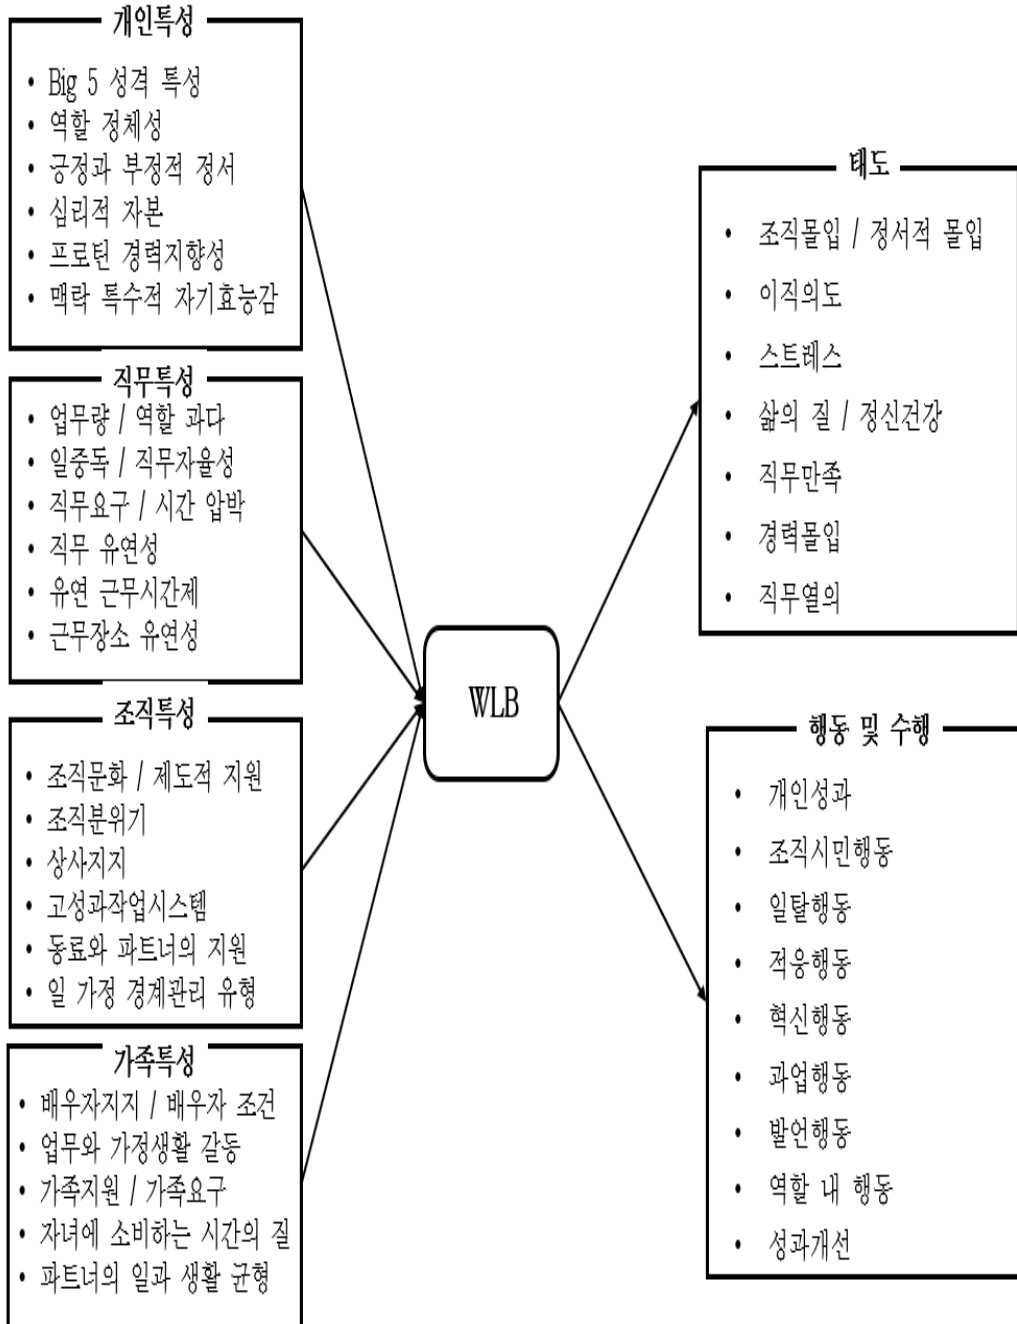 개인특성
• Big 5 성격 특성
• 역할 정체성
• 긍정과 부정적 정서
• 심리적 자본
• 프로틴 경력지향성
• 맥락 특수적 자기효능감
직무특성
• 업무량 / 역할 과다
• 일중독 / 직무자율성
• 직무요구 / 시간 압박
• 직무 유연성
• 유연 근무시간제
• 근무장소 유연성
조직특성
• 조직문화 / 제도적 지원
• 조직분위기
• 상사지지
• 고성과작업시스템
• 동료와 파트너의 지원
• 일 가정 경계관리 유형
가족특성
• 배우자지지 / 배우자 조건
• 업무와 가정생활 갈등
• 가족지원 / 가족요구
• 자녀에 소비하는 시간의 질
• 파트너의 일과 생활 균형
WLB
태도
• 조직몰입 / 정서적 몰입
• 이직의도
• 스트레스
• 삶의 질 / 정신건강
• 직무만족
• 경력몰입
• 직무열의
행동 및 수행
• 개인성과
• 조직시민행동
• 일탈행동
• 적응행동
• 혁신행동
• 과업행동
• 발언행동
• 역할 내 행동
• 성과개선